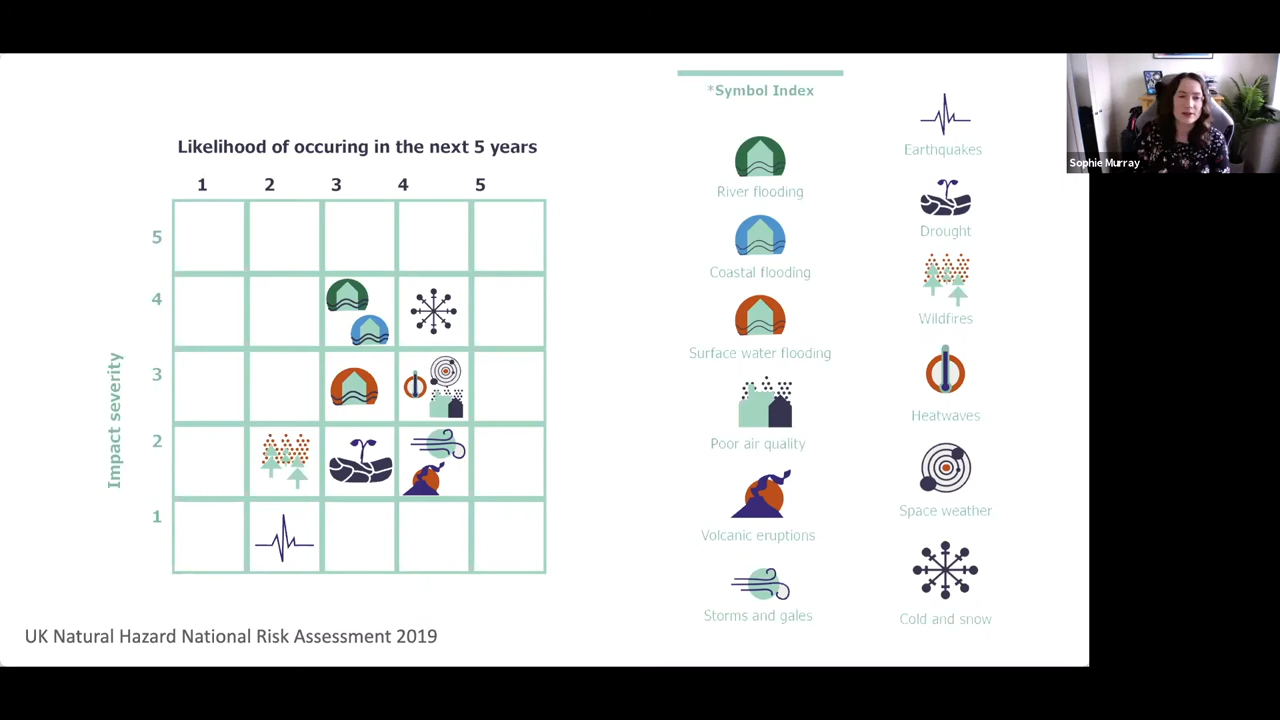 Likelihood of occuring in the next 5 years
1 2 3 4 5
5
4
3
2
1
Impact severity
UK Natural Hazard National Risk Assessment 2019
*Symbol Index
River flooding
Coastal flooding
Surface water flooding
Poor air quality
Volcanic eruptions
Storms and gales
Earthquakes
Drought
Wildfires
Heatwaves
Space weather
Cold and snow
Sophie Murray